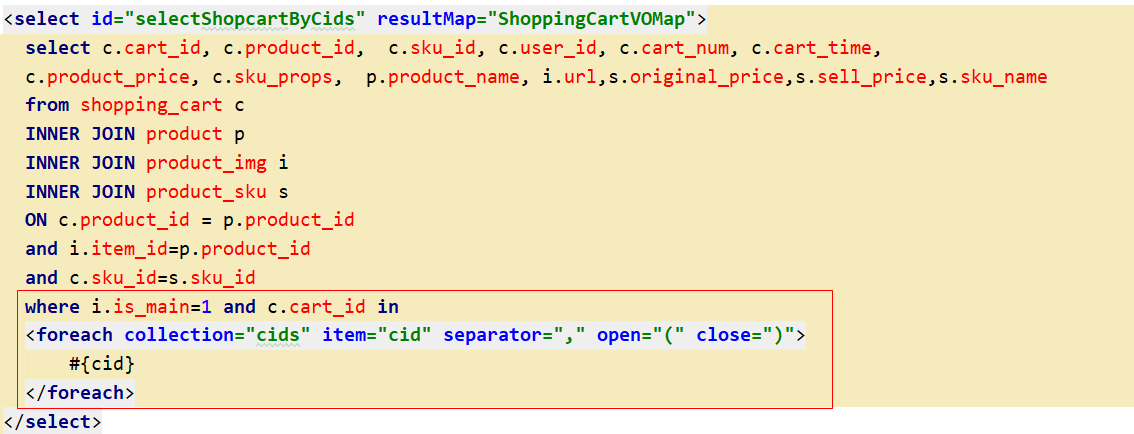 <select id="selectShopcartByCids" resultMap="ShoppingCartVOMap">
select c.cart_id, c.product_id, c.sku_id, c.user_id, c.cart_num, c.cart_time,
c.product_price, c.sku_props, p.product_name, i.url,s.original_price,s.sell_price,s.sku_name
from shopping_cart c
INNER JOIN product p
INNER JOIN product_img i
INNER JOIN product_sku s
ON c.product_id = p.product_id
and i.item_id=p.product_id
and c.sku_id=s.sku_id
where i.is_main=1 and c.cart_id in
<foreach collection="cids" item="cid" separator="," open="(" close=")">
#{cid}
</foreach>
</select>